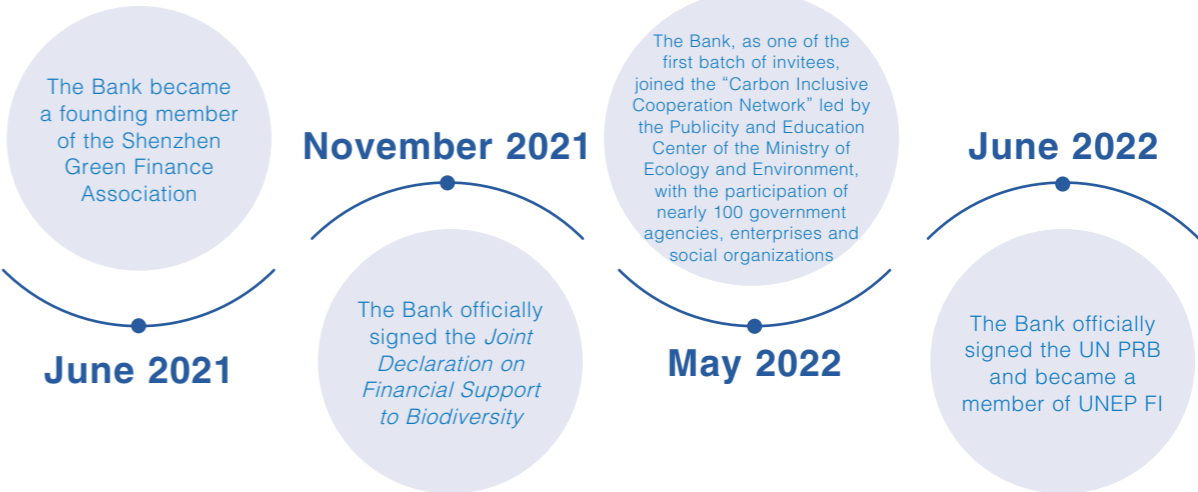 The Bank became
a founding member
of the Shenzhen
Green Finance
Association
June 2021
November 2021
The Bank officially
signed the Joint
Declaration on
Financial Support
to Biodiversity
The Bank, as one of the
first batch of invitees,
joined the “Carbon Inclusive
Cooperation Network” led by
the Publicity and Education
Center of the Ministry of
Ecology and Environment,
with the participation of
nearly 100 government
agencies, enterprises and
social organizations
May 2022
June 2022
The Bank officially
signed the UN PRB
and became a
member of UNEP FI